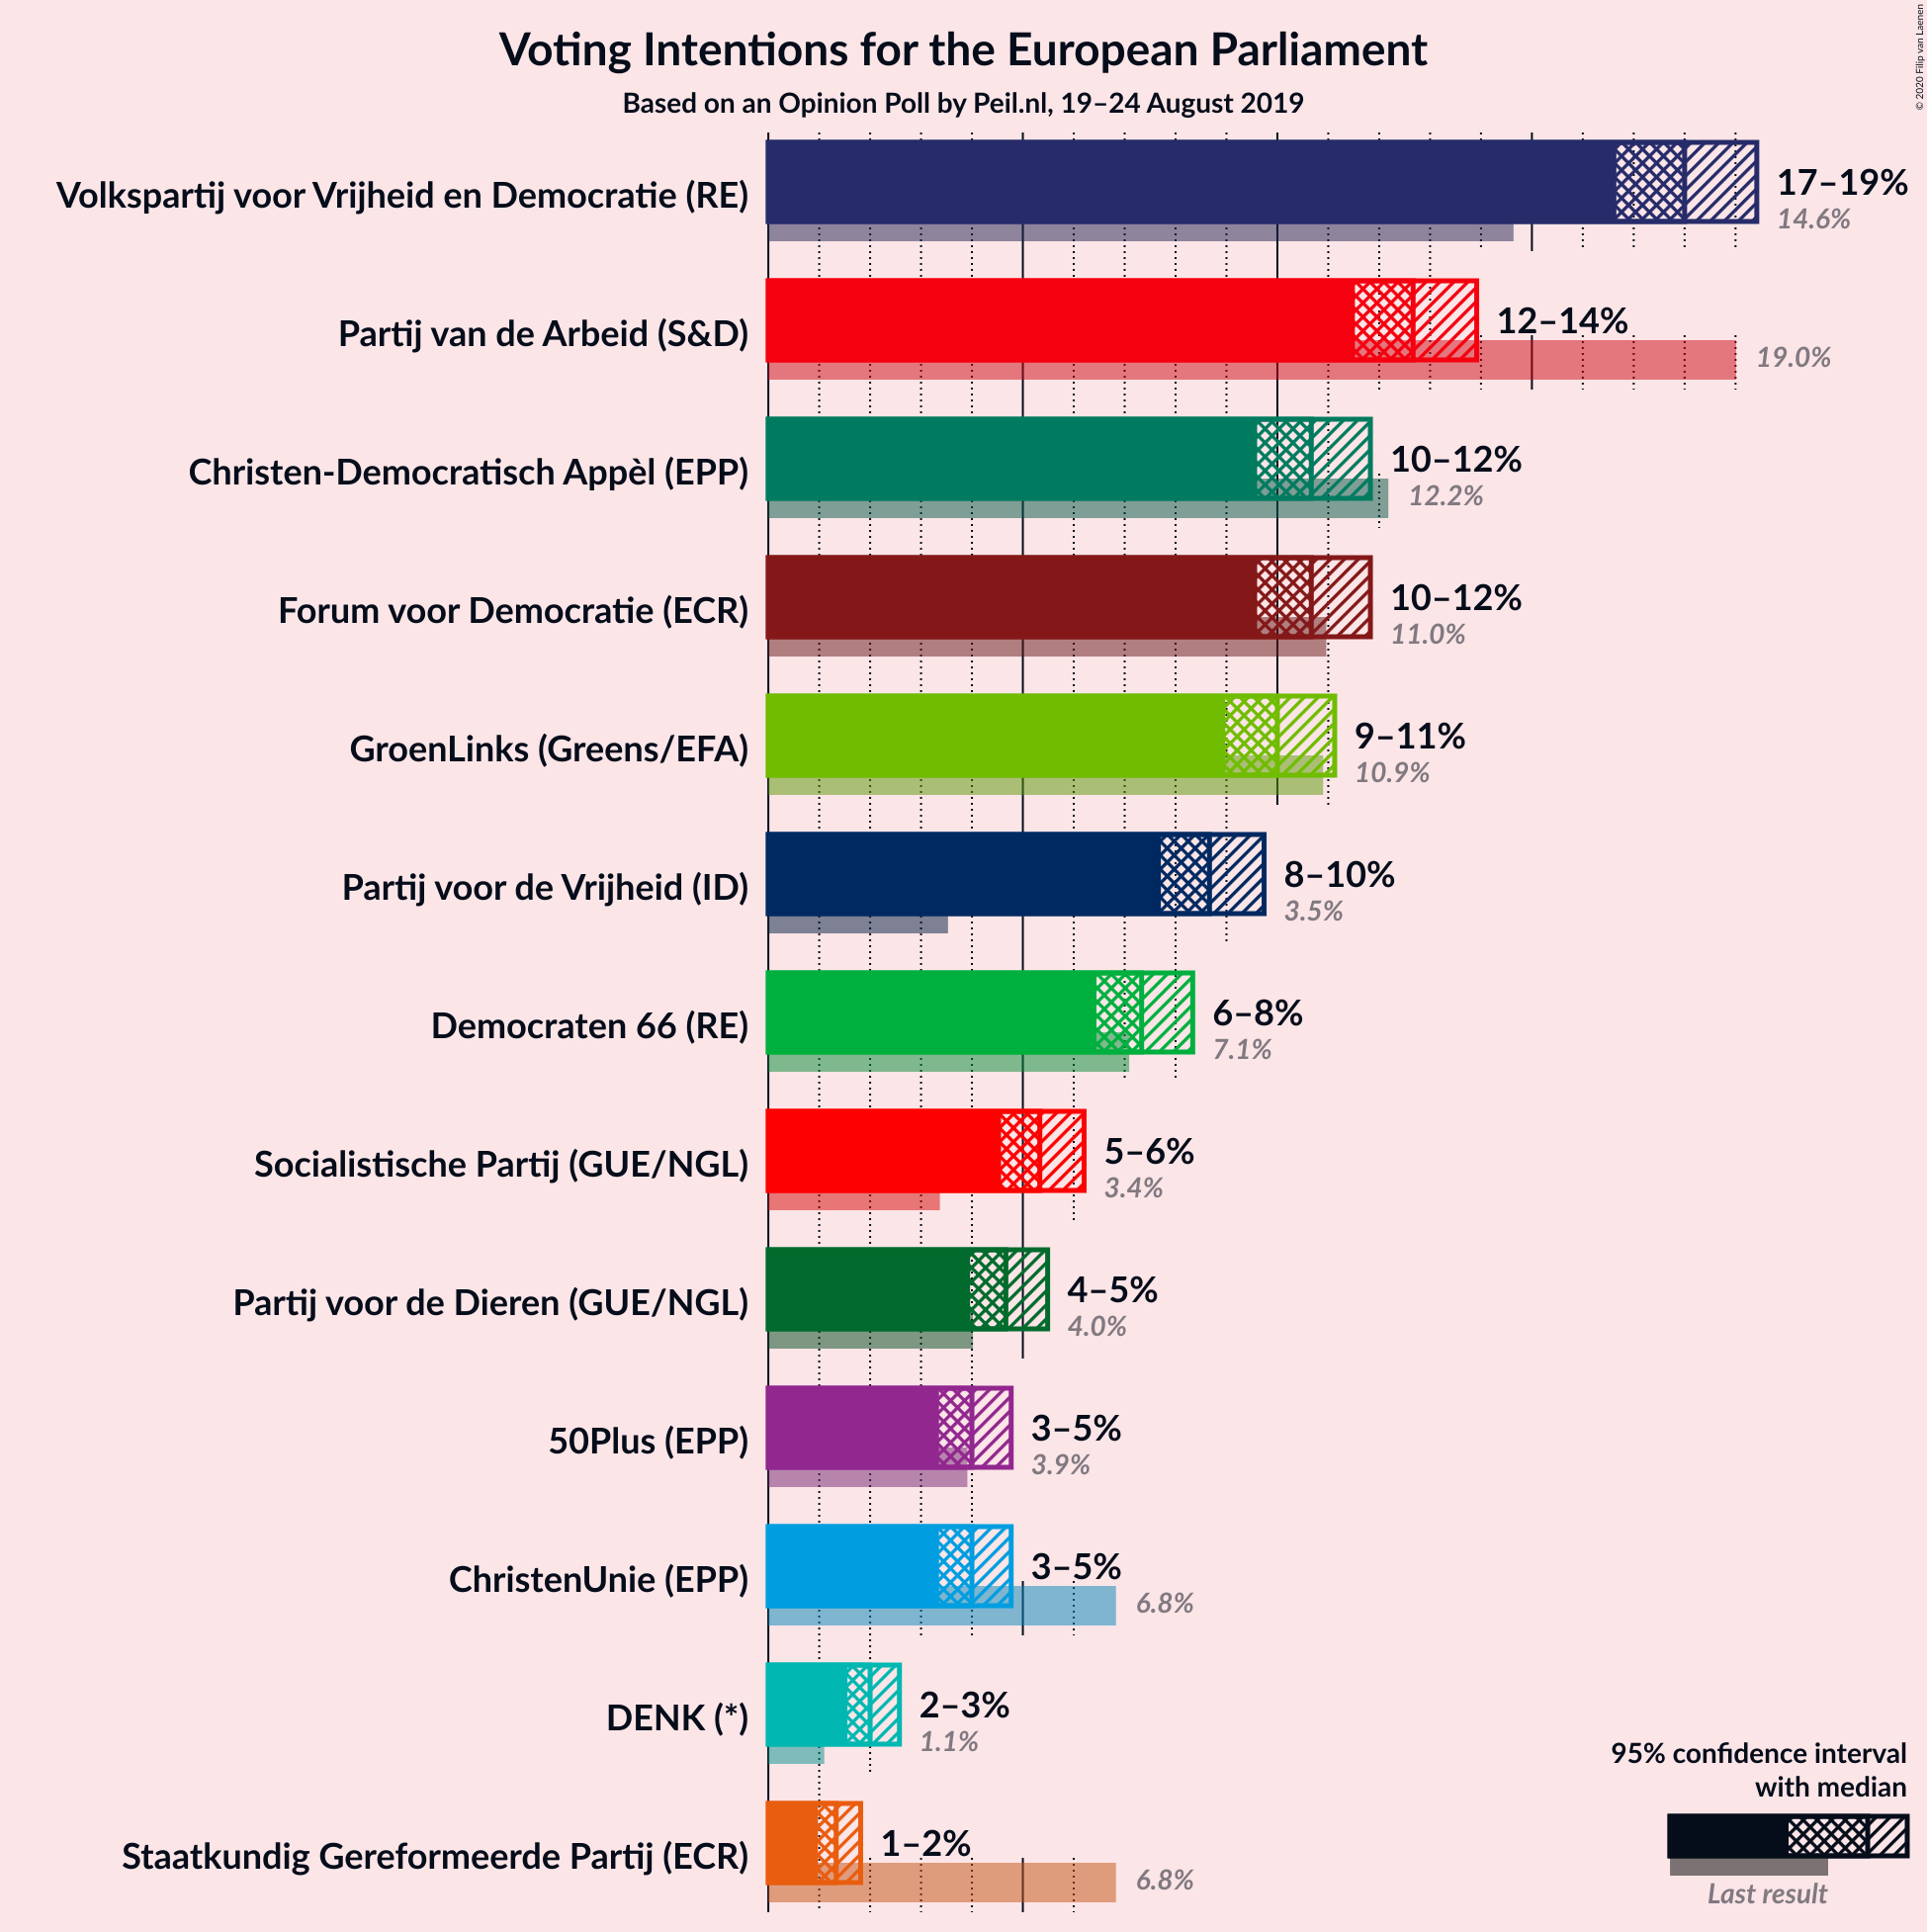 Voting Intentions for the European Parliament
Based on an Opinion Poll by Peil.nl, 19–24 August 2019
© 2020 Filip van Laenen
Volkspartij voor Vrijheid en Democratie (RE)
17–19%
14.6%
Partij van de Arbeid (S&D)
12–14%
19.0%
Christen-Democratisch Appèl (EPP)
10–12%
12.2%
Forum voor Democratie (ECR)
10–12%
11.0%
GroenLinks (Greens/EFA)
9–11%
10.9%
Partij voor de Vrijheid (ID)
8–10%
3.5%
Democraten 66 (RE)
6–8%
7.1%
Socialistische Partij (GUE/NGL)
5–6%
3.4%
Partij voor de Dieren (GUE/NGL)
4–5%
4.0%
50Plus (EPP)
3–5%
3.9%
ChristenUnie (EPP)
3–5%
6.8%
DENK (*)
2–3%
1.1%
Staatkundig Gereformeerde Partij (ECR)
1–2%
6.8%
95% confidence interval
with median
Last result